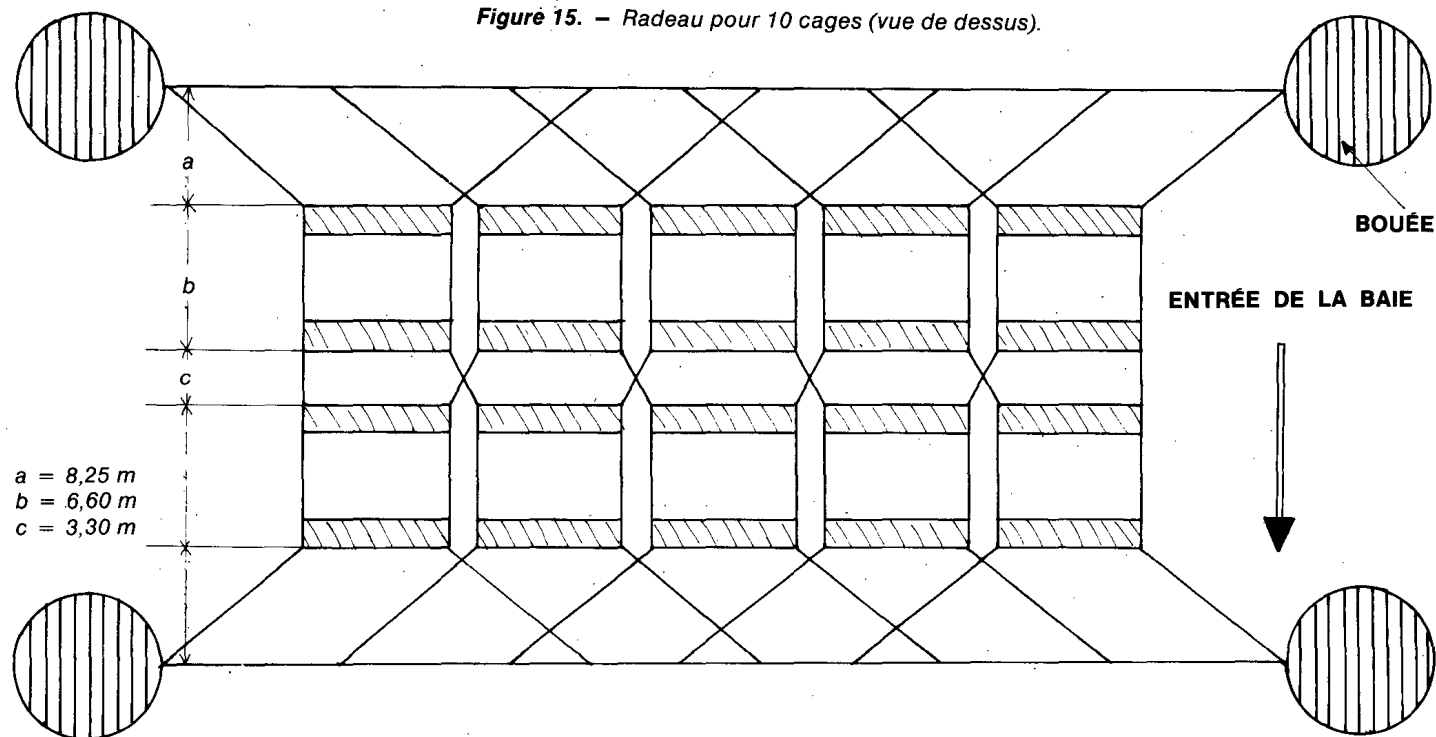 Figure 15. – Radeau pour 10 cages (vue de dessus).
a
b
c
BOUÉE
ENTRÉE DE LA BAIE
a = 8,25 m
b = 6,60 m
c = 3,30 m